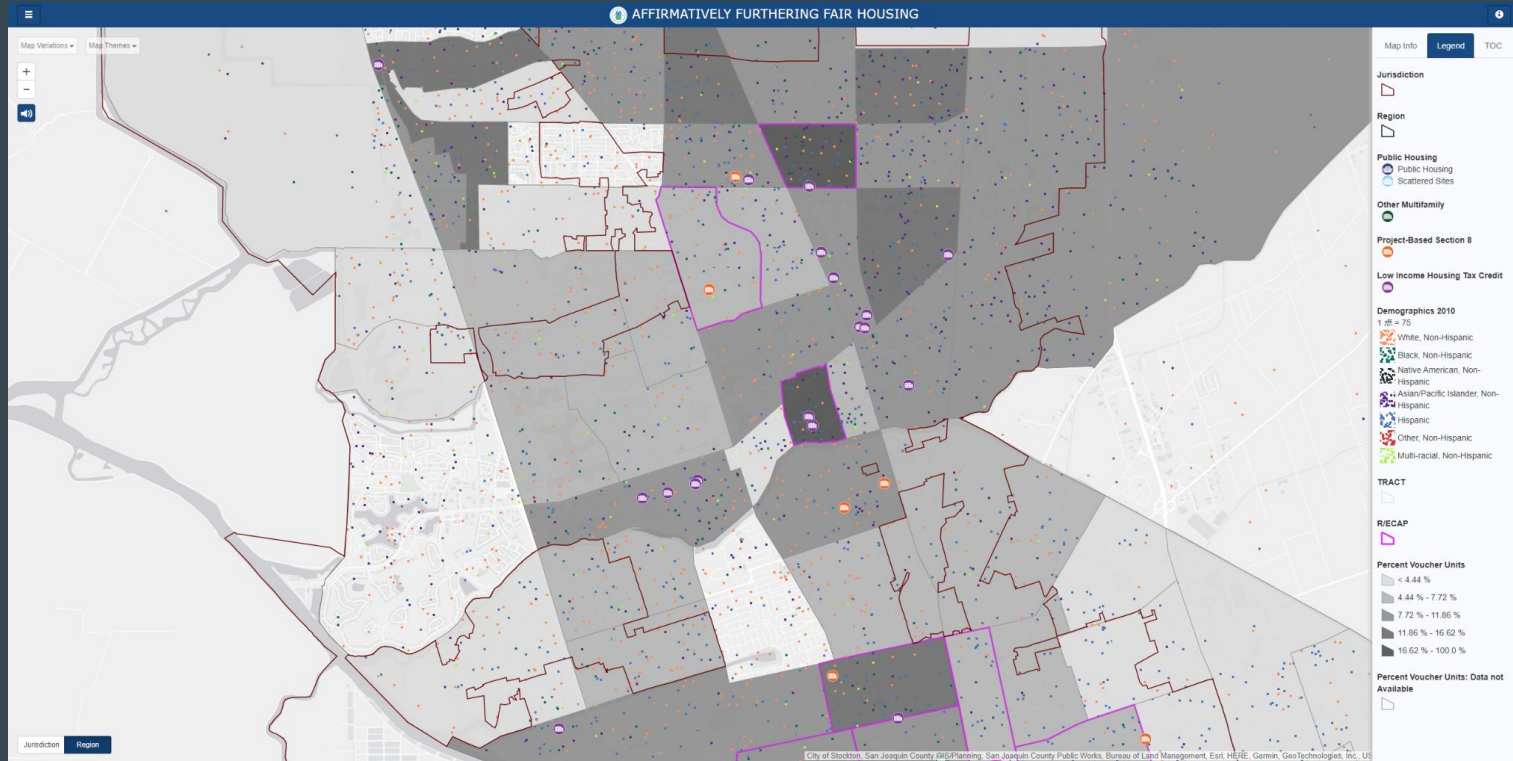 AFFIRMATIVELY FURTHERING FAIR HOUSING
Map Variations
Map Themes
+
−
Map Info
Legend
TOC
Jurisdiction
Region
Public Housing
Public Housing
Scattered Sites
Other Multifamily
Project-Based Section 8
Low Income Housing Tax Credit
Demographics 2010
White, Non-Hispanic
Black, Non-Hispanic
Native American, Non-
Hispanic
Asian/Pacific Islander, Non-
Hispanic
Hispanic
Other, Non-Hispanic
Multi-racial, Non-Hispanic
TRACT
R/ECAP
Percent Voucher Units
< 4.44 %
4.44 % - 7.72 %
7.72 % - 11.86 %
11.86 % - 16.62 %
16.62 % - 100.0 %
Percent Voucher Units: Data not
Available
Jurisdiction
Region
City of Stockton, San Joaquin County GIS/Planning, San Joaquin County Public Works, Bureau of Land Management, Esri, HERE, Garmin, GeoTechnologies, Inc., US